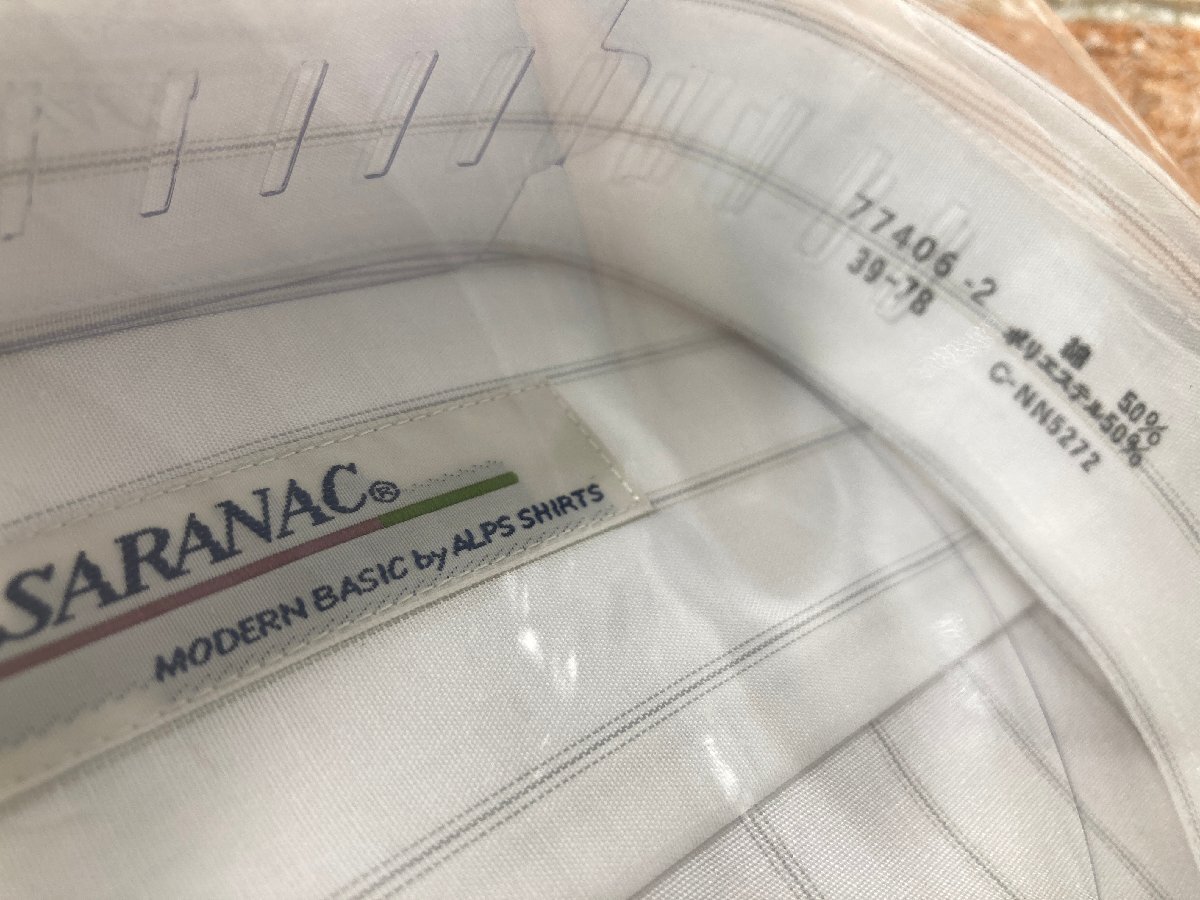 SARANAC®
MODERN BASIC by ALPS SHIRTS
77406-2
39-7B
綿 50%
ポリエステル50%
C-NN5272